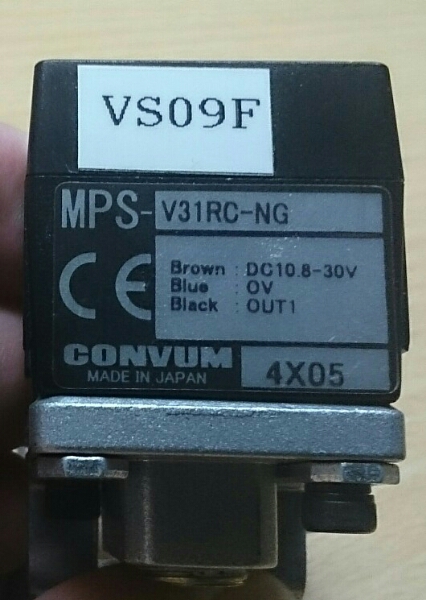 VS09F
MPS-V31RC-NG
CE
Brown : DC10.8-30V
Blue : 0V
Black : OUT1
CONVUM
MADE IN JAPAN
4X05